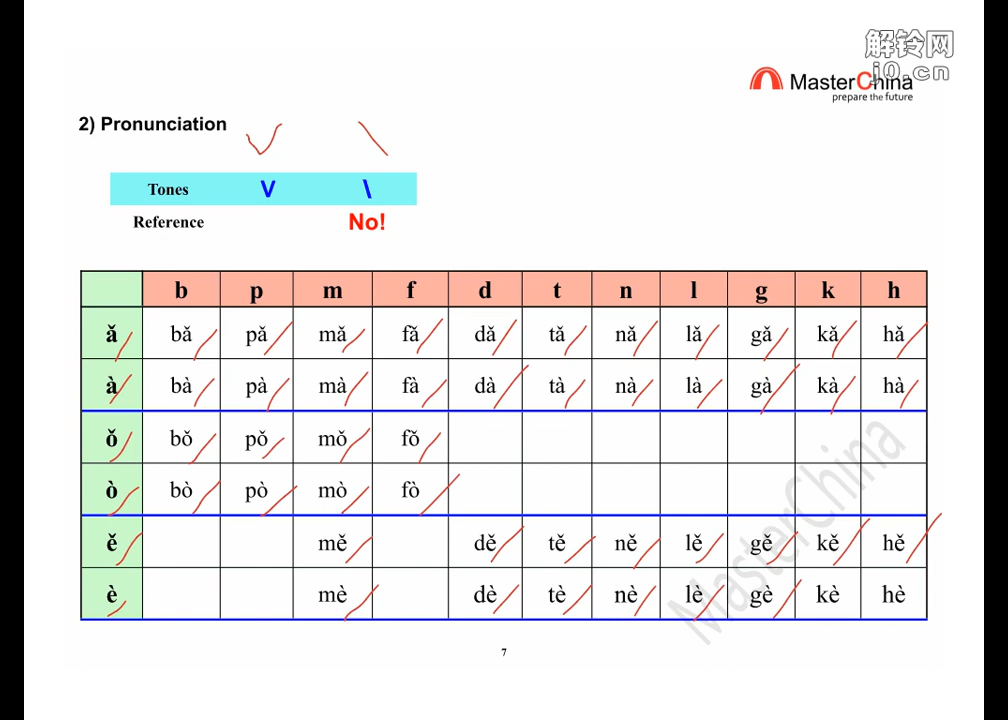 解铃网
j0.cn
MasterChina
prepare the future
2) Pronunciation
Tones V \
Reference No!
b p m f d t n l g k h
ǎ bǎ pǎ mǎ fǎ dǎ tǎ nǎ lǎ gǎ kǎ hǎ
à bà pà mà fà dà tà nà là gà kà hà
ǒ bǒ pǒ mǒ fǒ
ò bò pò mò fò
ě mě dě tě ně lě gě kě hě
è mè dè tè nè lè gè kè hè
MasterChina
7